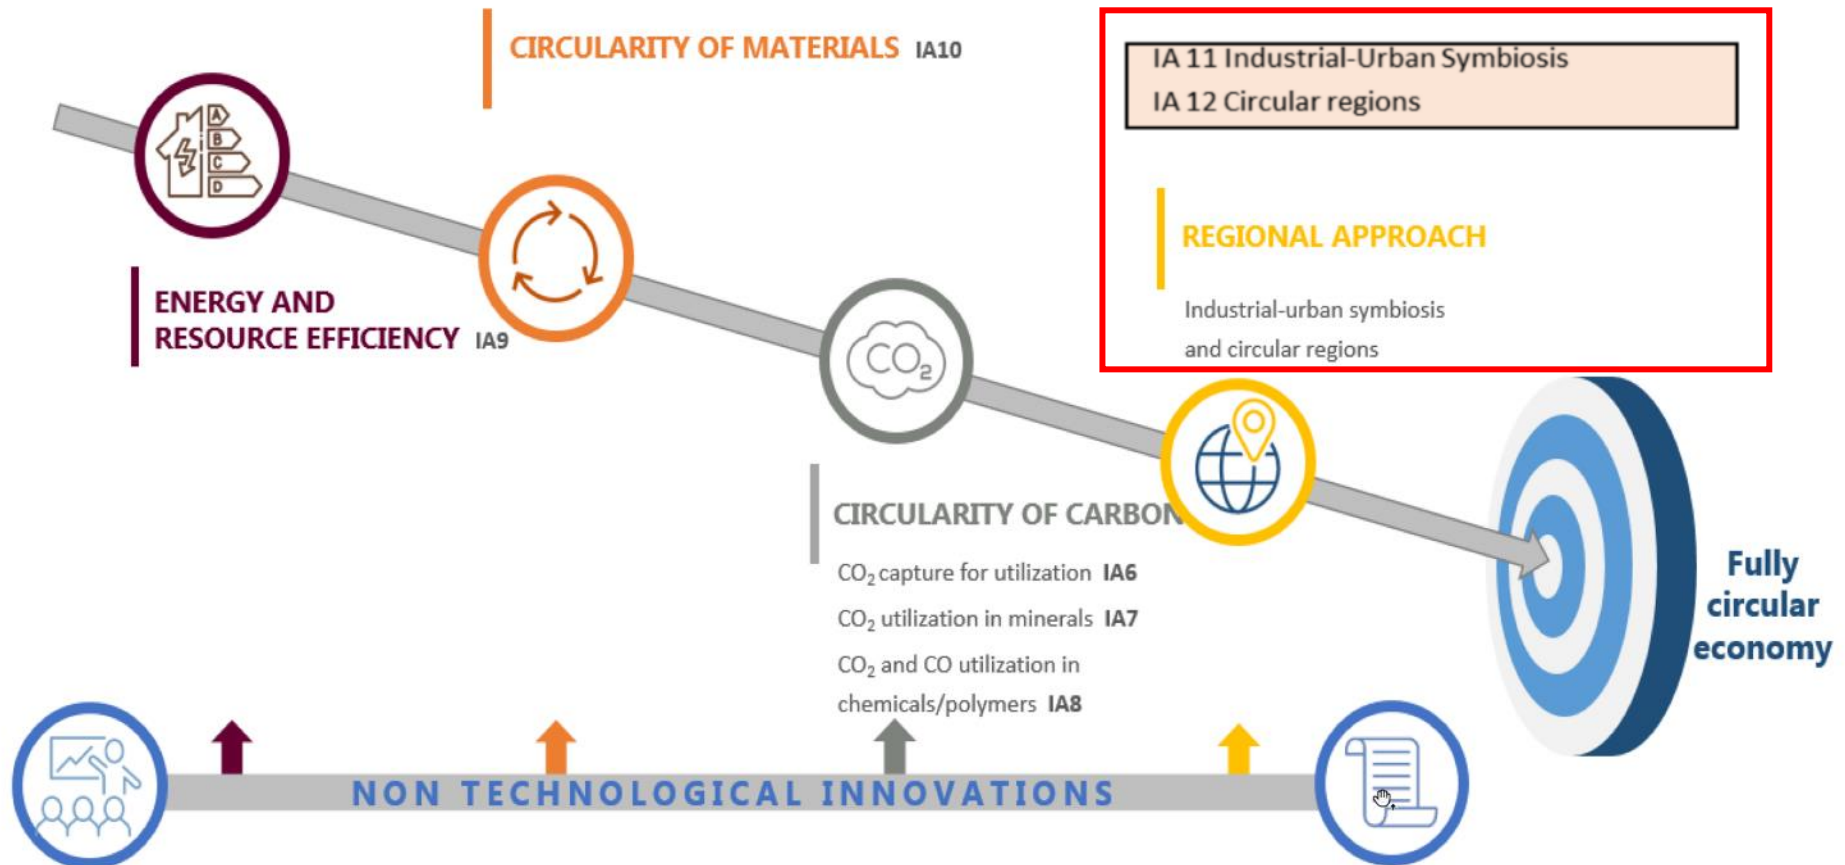 CIRCULARITY OF MATERIALS IA10
IA 11 Industrial-Urban Symbiosis
IA 12 Circular regions
A
B
C
D
REGIONAL APPROACH
Industrial-urban symbiosis
and circular regions
ENERGY AND
RESOURCE EFFICIENCY IA9
CO₂
CIRCULARITY OF CARBON
CO₂ capture for utilization IA6
CO₂ utilization in minerals IA7
CO₂ and CO utilization in
chemicals/polymers IA8
Fully
circular
economy
NON TECHNOLOGICAL INNOVATIONS